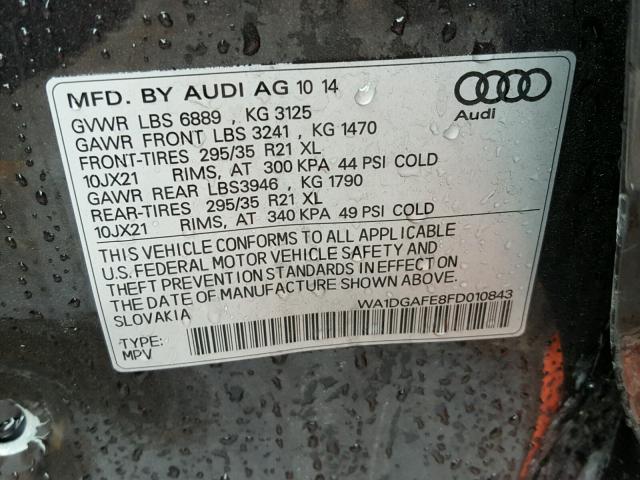 MFD. BY AUDI AG 10 14
GVWR LBS 6889 , KG 3125
GAWR FRONT LBS 3241 , KG 1470
FRONT-TIRES 295/35 R21 XL
10JX21 RIMS, AT 300 KPA 44 PSI COLD
GAWR REAR LBS3946 , KG 1790
REAR-TIRES 295/35 R21 XL
10JX21 RIMS, AT 340 KPA 49 PSI COLD
Audi
THIS VEHICLE CONFORMS TO ALL APPLICABLE
U.S. FEDERAL MOTOR VEHICLE SAFETY AND
THEFT PREVENTION STANDARDS IN EFFECT ON
THE DATE OF MANUFACTURE SHOWN ABOVE.
SLOVAKIA
WA1DGAFE8FD010843
TYPE:
MPV